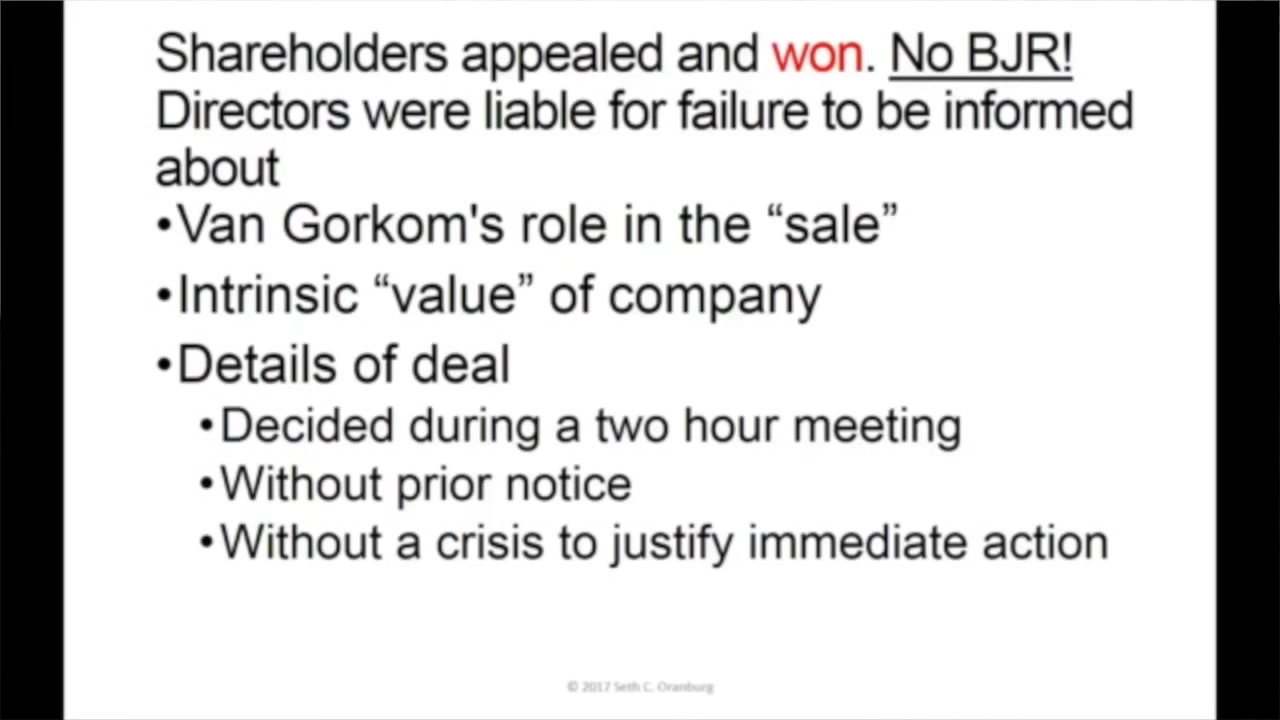 Shareholders appealed and won. No BJR!
Directors were liable for failure to be informed
about
•Van Gorkom's role in the “sale”
•Intrinsic “value” of company
•Details of deal
•Decided during a two hour meeting
•Without prior notice
•Without a crisis to justify immediate action
© 2017 Seth C. Oranburg